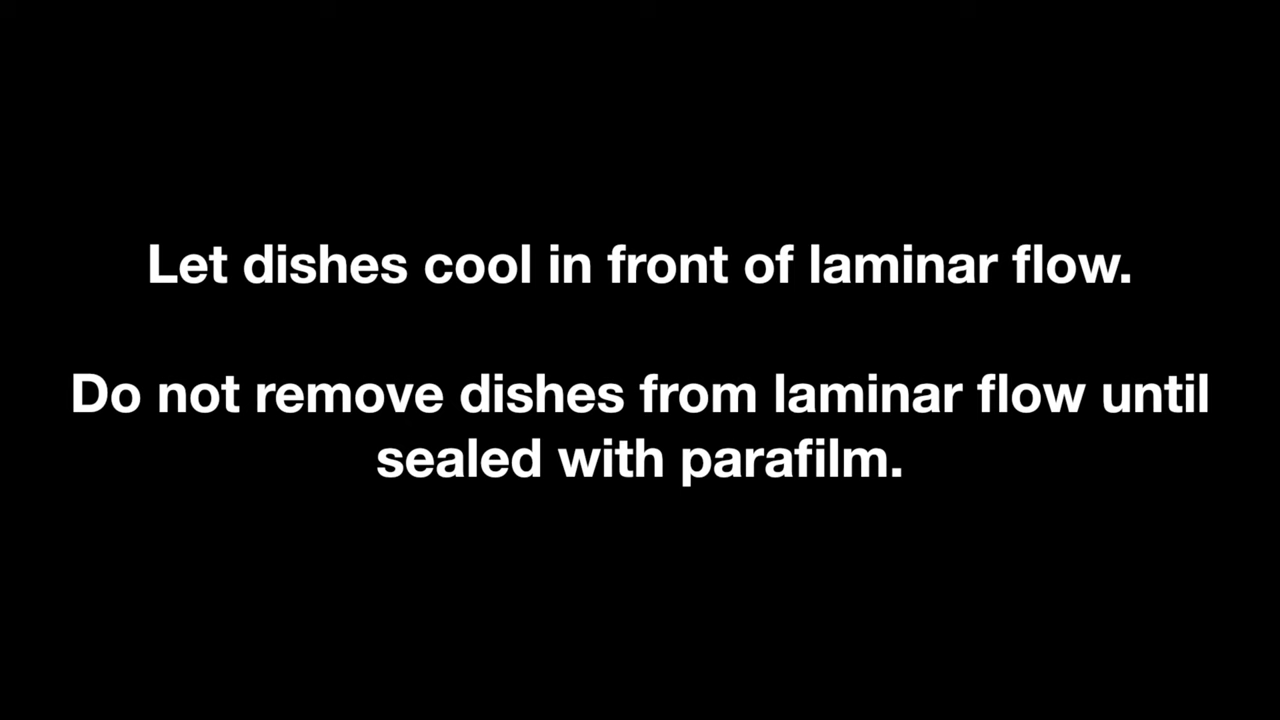 Let dishes cool in front of laminar flow.
Do not remove dishes from laminar flow until
sealed with parafilm.